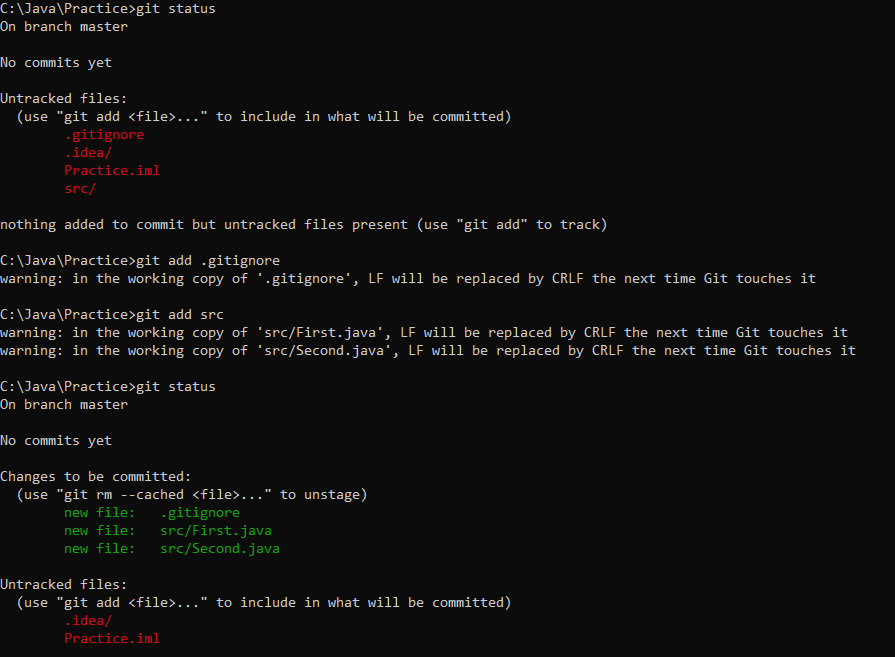 C:\Java\Practice>git status
On branch master
No commits yet
Untracked files:
  (use "git add <file>..." to include in what will be committed)
        .gitignore
        .idea/
        Practice.iml
        src/
nothing added to commit but untracked files present (use "git add" to track)
C:\Java\Practice>git add .gitignore
warning: in the working copy of '.gitignore', LF will be replaced by CRLF the next time Git touches it
C:\Java\Practice>git add src
warning: in the working copy of 'src/First.java', LF will be replaced by CRLF the next time Git touches it
warning: in the working copy of 'src/Second.java', LF will be replaced by CRLF the next time Git touches it
C:\Java\Practice>git status
On branch master
No commits yet
Changes to be committed:
  (use "git rm --cached <file>..." to unstage)
        new file:   .gitignore
        new file:   src/First.java
        new file:   src/Second.java
Untracked files:
  (use "git add <file>..." to include in what will be committed)
        .idea/
        Practice.iml